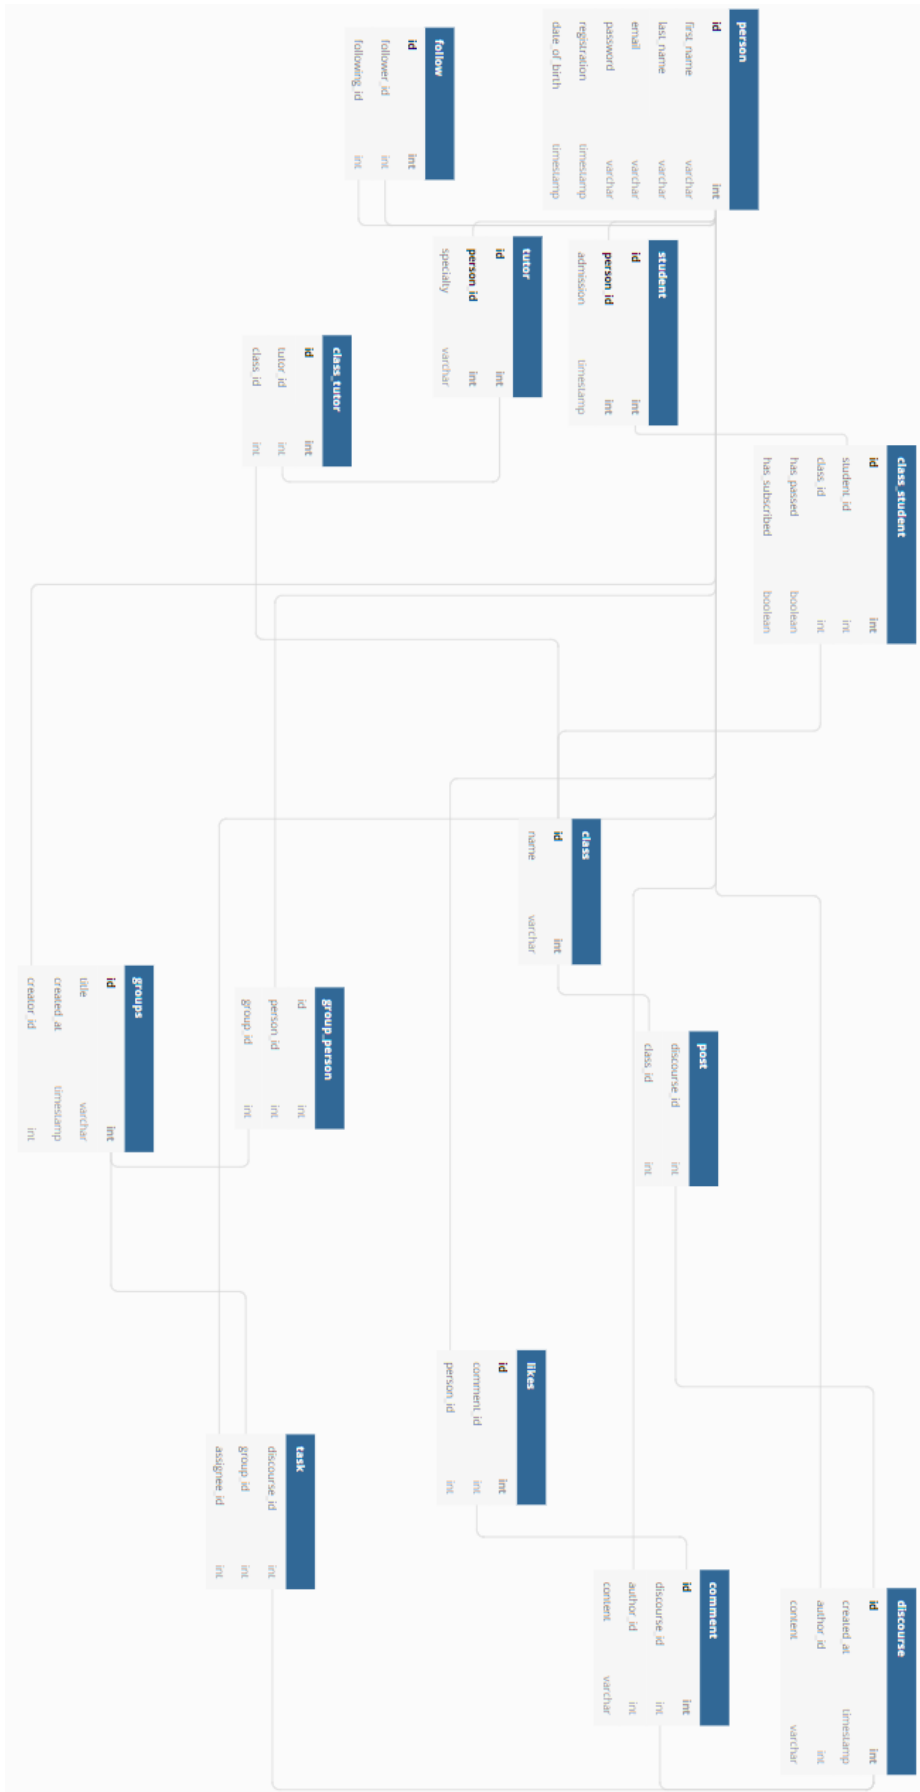 person
id int
first_name varchar
last_name varchar
email varchar
password varchar
registration timestamp
date_of_birth timestamp
follow
id int
follower_id int
following_id int
student
id int
person_id int
admission timestamp
tutor
id int
person_id int
specialty varchar
class_tutor
id int
tutor_id int
class_id int
class_student
id int
student_id int
class_id int
has_passed boolean
has_subscribed boolean
class
id int
name varchar
groups
id int
title varchar
created_at timestamp
creator_id int
group_person
id int
person_id int
group_id int
post
discourse_id int
class_id int
likes
id int
comment_id int
person_id int
task
discourse_id int
group_id int
assignee_id int
comment
id int
discourse_id int
author_id int
content varchar
discourse
id int
created_at timestamp
author_id int
content varchar